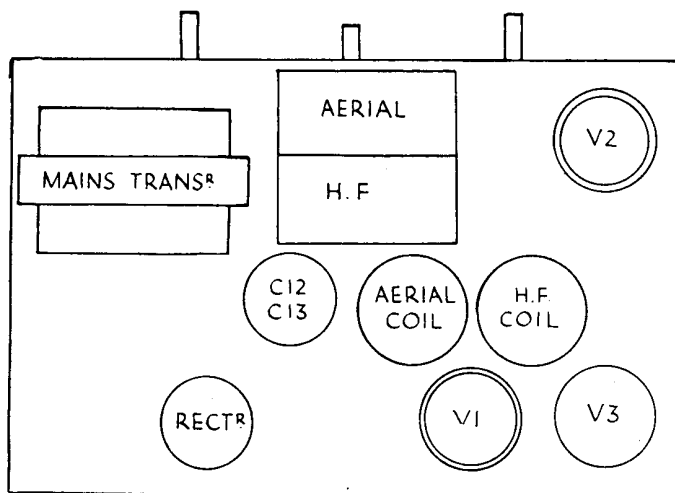 AERIAL
V2
MAINS TRANSR.
H.F
C12
C13
AERIAL
COIL
H.F.
COIL
RECTR.
V1
V3